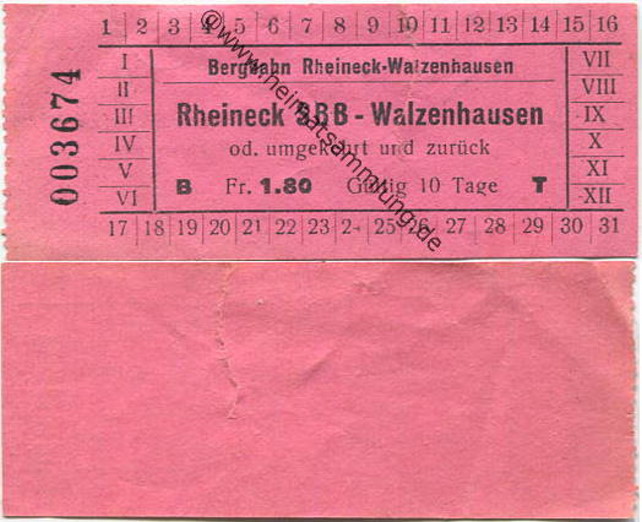 1 2 3 4 5 6 7 8 9 10 11 12 13 14 15 16
I VII
Bergbahn Rheineck-Walzenhausen
II VIII
III Rheineck SBB - Walzenhausen IX
IV od. umgekehrt und zurück X
V XI
B Fr. 1.80 Gültig 10 Tage T
VI XII
17 18 19 20 21 22 23 24 25 26 27 28 29 30 31
003674
@www.heimatsammlung.de